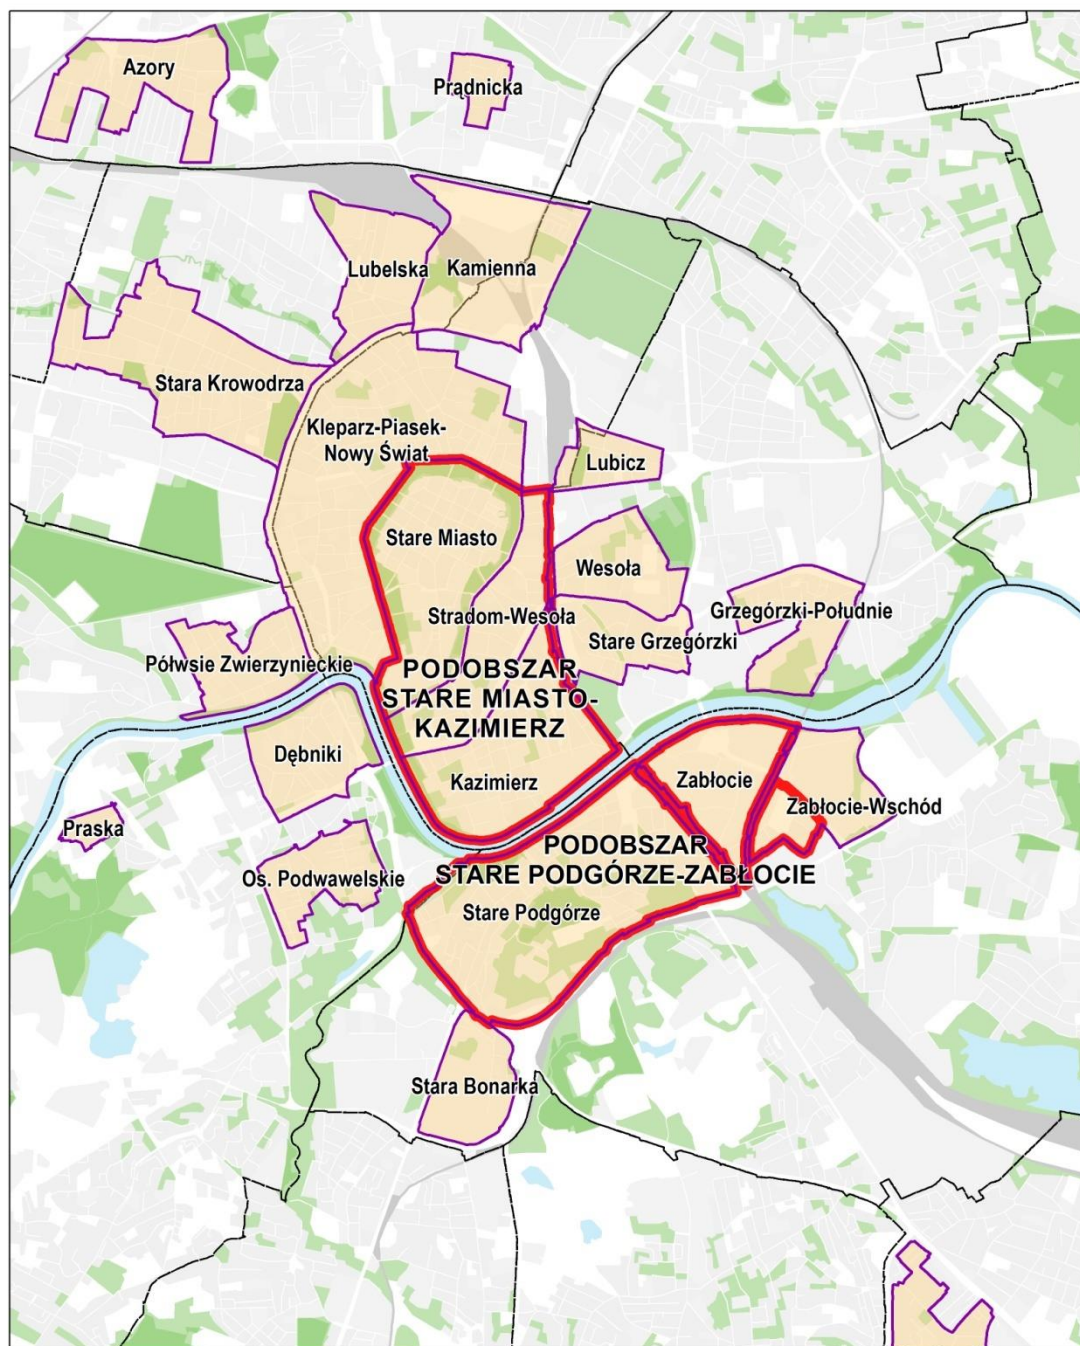 Azory
Prądnicka
Lubelska
Kamienna
Stara Krowodrza
Kleparz-Piasek-
Nowy Świat
Lubicz
Stare Miasto
Wesoła
Stradom-Wesoła
Grzegórzki-Południe
Stare Grzegórzki
Półwsie Zwierzynieckie
PODOBSZAR
STARE MIASTO-
KAZIMIERZ
Dębniki
Kazimierz
Zabłocie
Zabłocie-Wschód
Praska
PODOBSZAR
STARE PODGÓRZE-ZABŁOCIE
Os. Podwawelskie
Stare Podgórze
Stara Bonarka